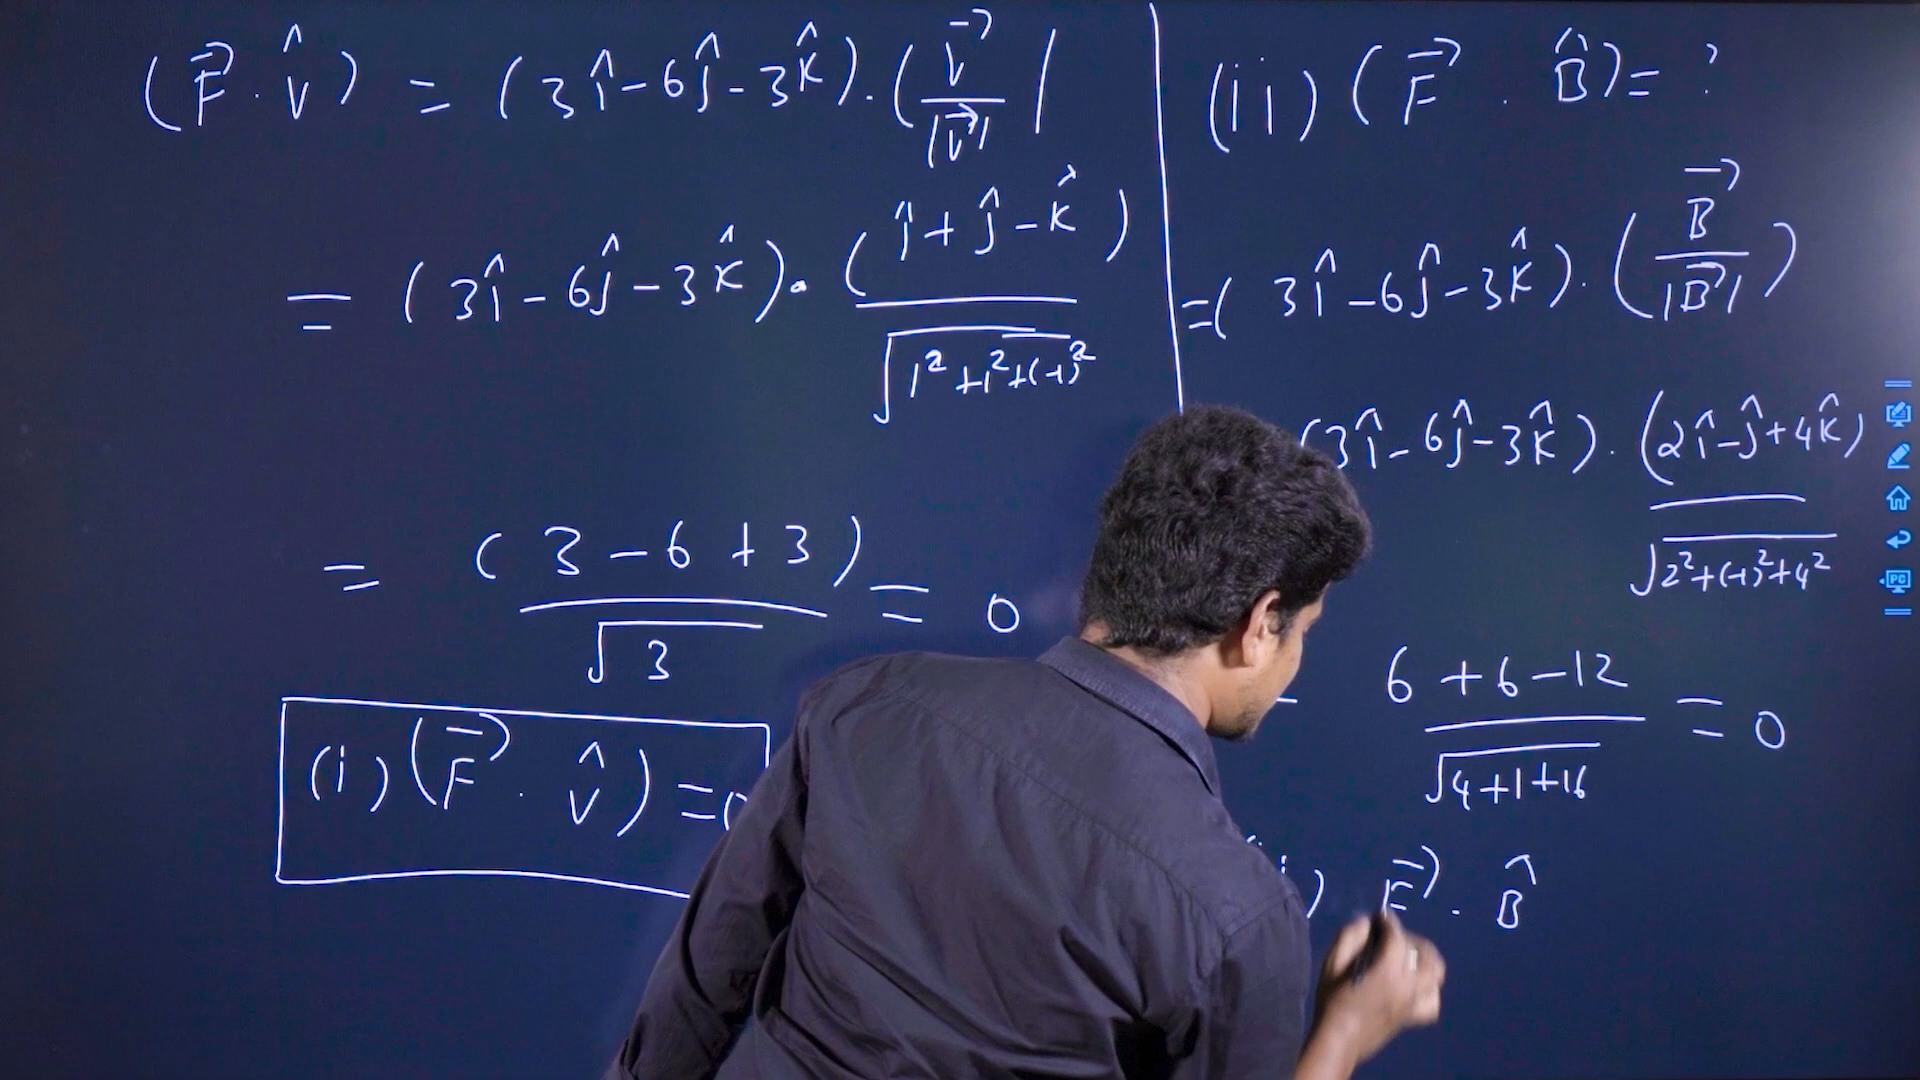 (F⃗ . v̂) = (3î - 6ĵ - 3k̂) . (V⃗/|V⃗|)
= (3î - 6ĵ - 3k̂) . (î + ĵ - k̂)/√(1² + 1² + (-1)²)
= (3 - 6 + 3)/√3 = 0
(i) (F⃗ . v̂) =
(ii) (F⃗ . B̂) = ?
= (3î - 6ĵ - 3k̂) . (B⃗/|B⃗|)
(3î - 6ĵ - 3k̂) . (2î - ĵ + 4k̂)/√(2² + (-1)² + 4²)
6 + 6 - 12/√(4 + 1 + 16) = 0
) F⃗ . B̂
PC